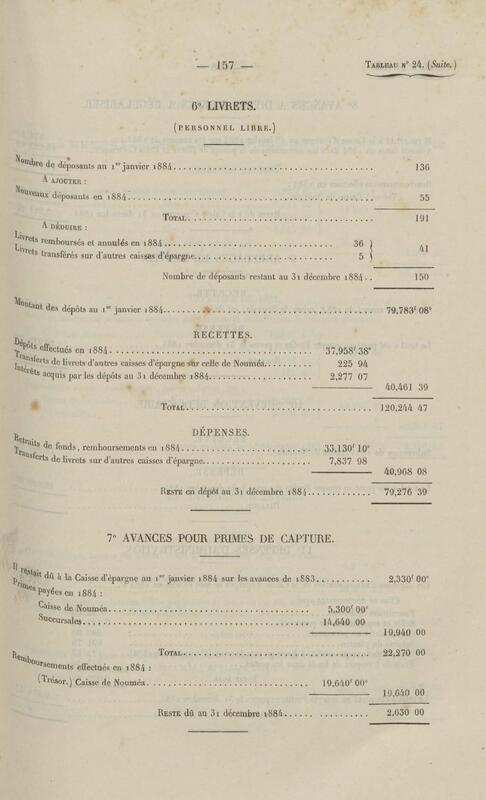 — 157 —
TABLEAU N° 24. (Suite.)
6° LIVRETS.
(PERSONNEL LIBRE.)
Nombre de déposants au 1er janvier 1884 136
A AJOUTER :
Nouveaux déposants en 1884 55
TOTAL 191
A DÉDUIRE :
Livrets remboursés et annulés en 1884 36
Livrets transférés sur d'autres caisses d'épargne 5
41
Nombre de déposants restant au 31 décembre 1884 150
Montant des dépôts au 1er janvier 1884 79,783f 08c
RECETTES.
Dépôts effectués en 1884 37,958f 38c
Transferts de livrets d'autres caisses d'épargne sur celle de Nouméa 225 94
Intérêts acquis par les dépôts au 31 décembre 1884 2,277 07
40,461 39
TOTAL 120,244 47
DÉPENSES.
Retraits de fonds, remboursements en 1884 33,130f 10c
Transferts de livrets sur d'autres caisses d'épargne 7,837 98
40,968 08
RESTE en dépôt au 31 décembre 1884 79,276 39
7° AVANCES POUR PRIMES DE CAPTURE.
Il restait dû à la Caisse d'épargne au 1er janvier 1884 sur les avances de 1883 2,330f 00c
Primes payées en 1884 :
Caisse de Nouméa 5,300f 00c
Succursales 14,640 00
19,940 00
TOTAL 22,270 00
Remboursements effectués en 1884 :
(Trésor.) Caisse de Nouméa 19,640f 00c
19,640 00
RESTE dû au 31 décembre 1884 2,630 00